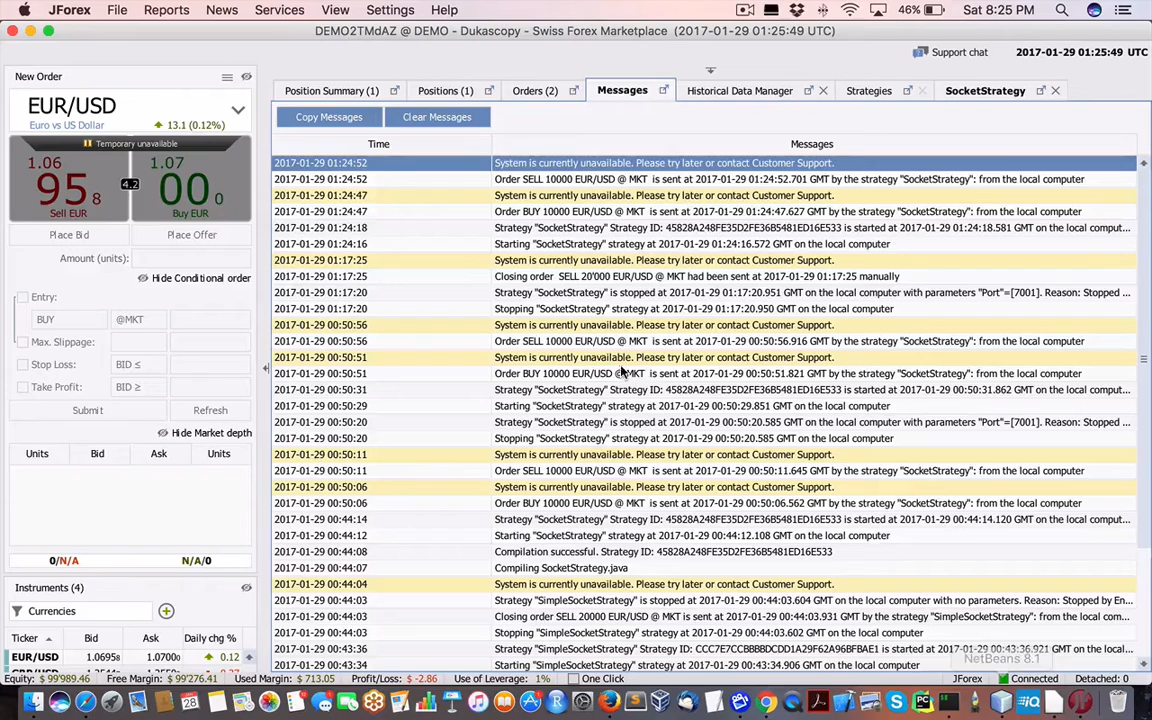 JForex File Reports News Services View Settings Help 46% Sat 8:25 PM
DEMO2TMdAZ @ DEMO - Dukascopy - Swiss Forex Marketplace (2017-01-29 01:25:49 UTC)
Support chat 2017-01-29 01:25:49 UTC
New Order
Position Summary (1) Positions (1) Orders (2) Messages Historical Data Manager Strategies SocketStrategy
EUR/USD
Euro vs US Dollar 13.1 (0.12%)
Copy Messages Clear Messages
Temporary unavailable
Time Messages
1.06 1.07
95 8 4.2 00 0
Sell EUR Buy EUR
Place Bid Place Offer
Amount (units):
Hide Conditional order
Entry:
BUY @MKT
Max. Slippage:
Stop Loss: BID ≤
Take Profit: BID ≥
Submit Refresh
Hide Market depth
Units Bid Ask Units
0/N/A N/A/0
Instruments (4)
Currencies
Ticker Bid Ask Daily chg %
EUR/USD 1.06958 1.07000 0.12
2017-01-29 01:24:52 System is currently unavailable. Please try later or contact Customer Support.
2017-01-29 01:24:52 Order SELL 10000 EUR/USD @ MKT is sent at 2017-01-29 01:24:52.701 GMT by the strategy "SocketStrategy": from the local computer
2017-01-29 01:24:47 System is currently unavailable. Please try later or contact Customer Support.
2017-01-29 01:24:47 Order BUY 10000 EUR/USD @ MKT is sent at 2017-01-29 01:24:47.627 GMT by the strategy "SocketStrategy": from the local computer
2017-01-29 01:24:18 Strategy "SocketStrategy" Strategy ID: 45828A248FE35D2FE36B5481ED16E533 is started at 2017-01-29 01:24:18.581 GMT on the local comput...
2017-01-29 01:24:16 Starting "SocketStrategy" strategy at 2017-01-29 01:24:16.572 GMT on the local computer
2017-01-29 01:17:25 System is currently unavailable. Please try later or contact Customer Support.
2017-01-29 01:17:25 Closing order SELL 20'000 EUR/USD @ MKT had been sent at 2017-01-29 01:17:25 manually
2017-01-29 01:17:20 Strategy "SocketStrategy" is stopped at 2017-01-29 01:17:20.951 GMT on the local computer with parameters "Port"=[7001]. Reason: Stopped ...
2017-01-29 01:17:20 Stopping "SocketStrategy" strategy at 2017-01-29 01:17:20.950 GMT on the local computer
2017-01-29 00:50:56 System is currently unavailable. Please try later or contact Customer Support.
2017-01-29 00:50:56 Order SELL 10000 EUR/USD @ MKT is sent at 2017-01-29 00:50:56.916 GMT by the strategy "SocketStrategy": from the local computer
2017-01-29 00:50:51 System is currently unavailable. Please try later or contact Customer Support.
2017-01-29 00:50:51 Order BUY 10000 EUR/USD @ MKT is sent at 2017-01-29 00:50:51.821 GMT by the strategy "SocketStrategy": from the local computer
2017-01-29 00:50:31 Strategy "SocketStrategy" Strategy ID: 45828A248FE35D2FE36B5481ED16E533 is started at 2017-01-29 00:50:31.862 GMT on the local comput...
2017-01-29 00:50:29 Starting "SocketStrategy" strategy at 2017-01-29 00:50:29.851 GMT on the local computer
2017-01-29 00:50:20 Strategy "SocketStrategy" is stopped at 2017-01-29 00:50:20.585 GMT on the local computer with parameters "Port"=[7001]. Reason: Stopped ...
2017-01-29 00:50:20 Stopping "SocketStrategy" strategy at 2017-01-29 00:50:20.585 GMT on the local computer
2017-01-29 00:50:11 System is currently unavailable. Please try later or contact Customer Support.
2017-01-29 00:50:11 Order SELL 10000 EUR/USD @ MKT is sent at 2017-01-29 00:50:11.645 GMT by the strategy "SocketStrategy": from the local computer
2017-01-29 00:50:06 System is currently unavailable. Please try later or contact Customer Support.
2017-01-29 00:50:06 Order BUY 10000 EUR/USD @ MKT is sent at 2017-01-29 00:50:06.562 GMT by the strategy "SocketStrategy": from the local computer
2017-01-29 00:44:14 Strategy "SocketStrategy" Strategy ID: 45828A248FE35D2FE36B5481ED16E533 is started at 2017-01-29 00:44:14.120 GMT on the local comput...
2017-01-29 00:44:12 Starting "SocketStrategy" strategy at 2017-01-29 00:44:12.108 GMT on the local computer
2017-01-29 00:44:08 Compilation successful. Strategy ID: 45828A248FE35D2FE36B5481ED16E533
2017-01-29 00:44:07 Compiling SocketStrategy.java
2017-01-29 00:44:04 System is currently unavailable. Please try later or contact Customer Support.
2017-01-29 00:44:03 Strategy "SimpleSocketStrategy" is stopped at 2017-01-29 00:44:03.604 GMT on the local computer with no parameters. Reason: Stopped by En...
2017-01-29 00:44:03 Closing order SELL 20000 EUR/USD @ MKT is sent at 2017-01-29 00:44:03.931 GMT by the strategy "SimpleSocketStrategy": fr...
2017-01-29 00:44:03 Stopping "SimpleSocketStrategy" strategy at 2017-01-29 00:44:03.602 GMT on the local computer
2017-01-29 00:43:36 Strategy "SimpleSocketStrategy" Strategy ID: CCC7E7CCBBBBDCDD1A29F62A96BFBAE1 is started at 2017-01-29 00:43:36.921 GMT on the
2017-01-29 00:43:34 Starting "SimpleSocketStrategy" strategy at 2017-01-29 00:43:34.906 GMT on the local computer
NetBeans 8.1
Equity: $ 99'989.46 Free Margin: $ 99'276.41 Used Margin: $ 713.05 Profit/Loss: $ -2.86 Use of Leverage: 1% One Click JForex Connected Detached: 0